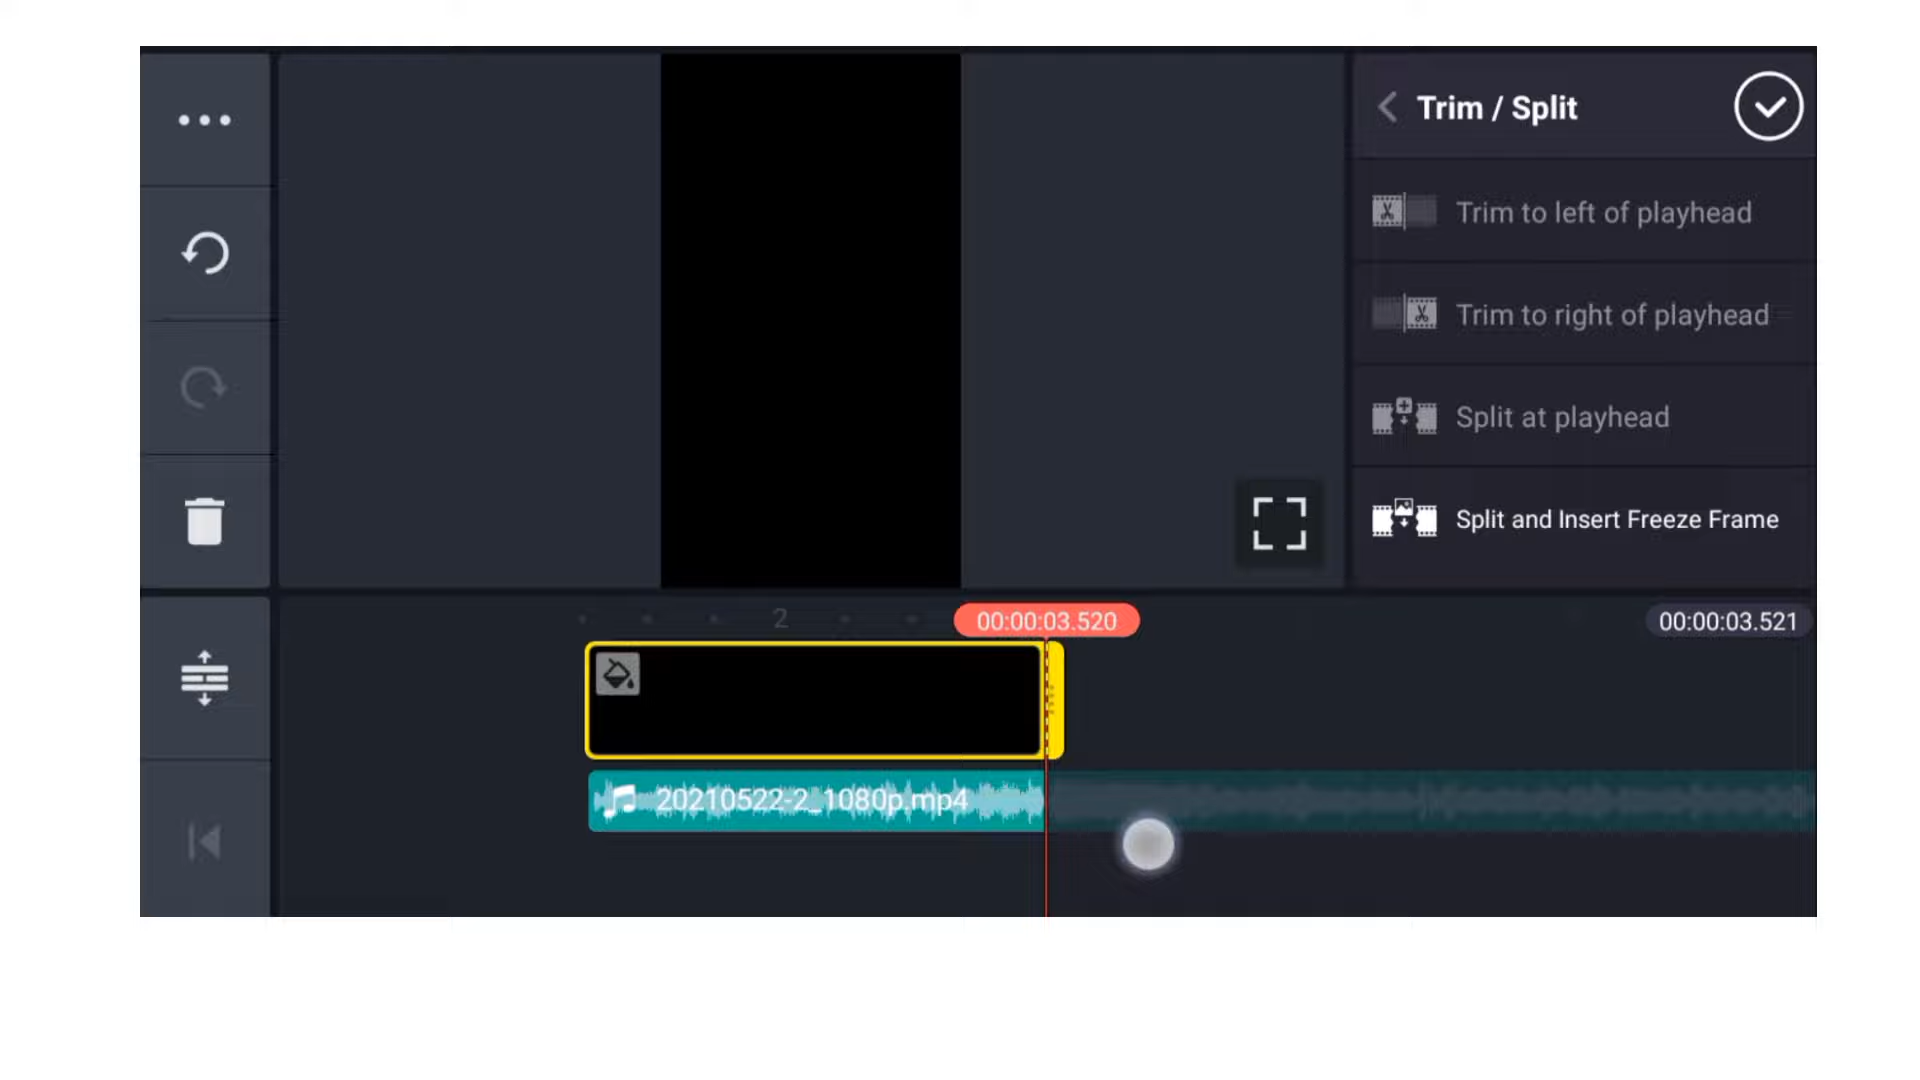 Trim / Split
Trim to left of playhead
Trim to right of playhead
Split at playhead
Split and Insert Freeze Frame
2
00:00:03.520
00:00:03.521
20210522-2_1080p.mp4